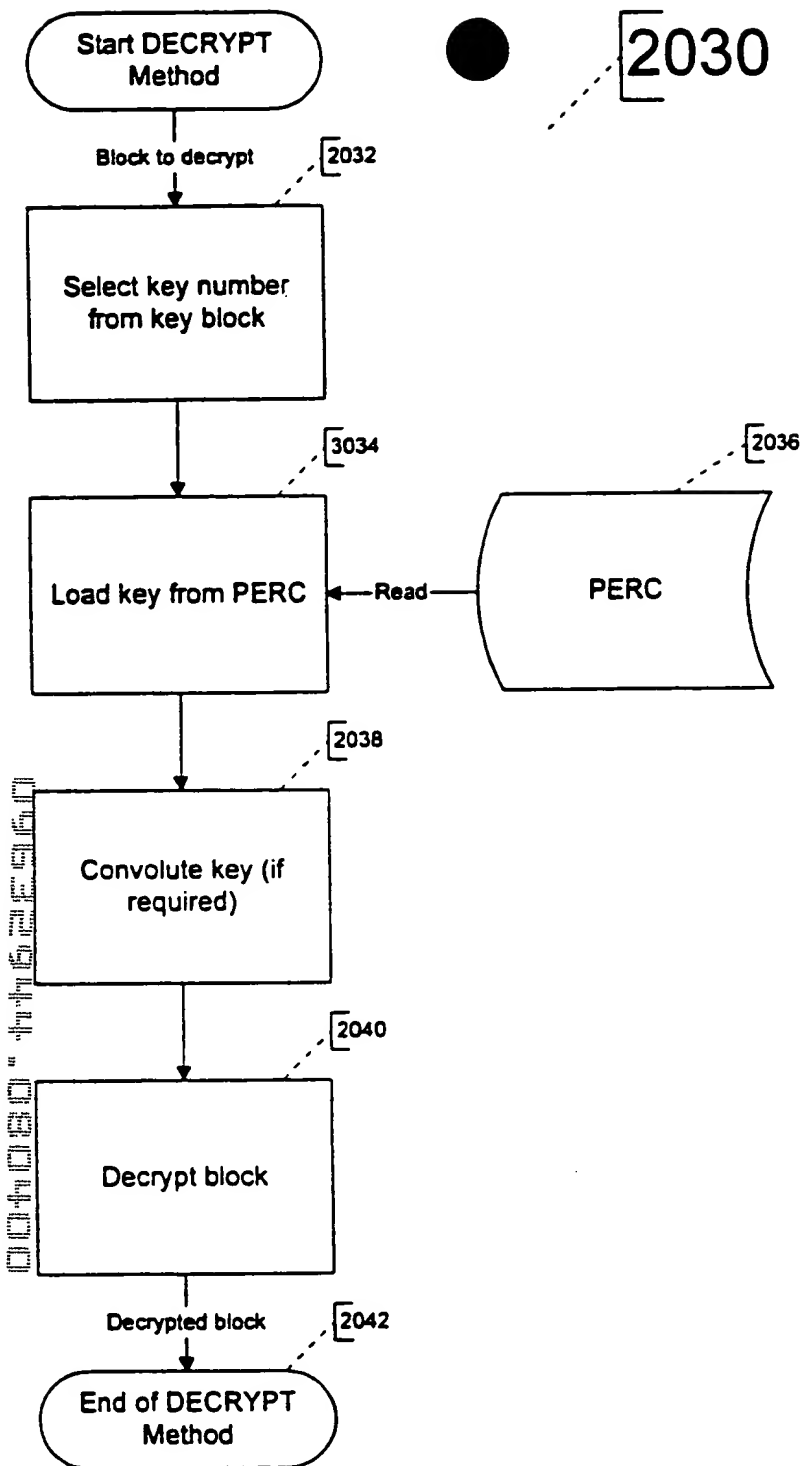 Start DECRYPT
Method
2030
Block to decrypt
2032
Select key number
from key block
3034
2036
Load key from PERC
Read
PERC
2038
Convolute key (if
required)
2040
Decrypt block
Decrypted block
2042
End of DECRYPT
Method